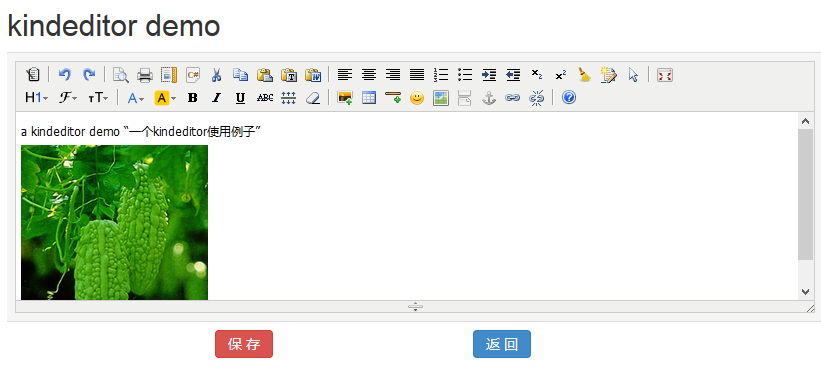 kindeditor demo
H1 ℱ тT A A B I U ABC
a kindeditor demo “一个kindeditor使用例子”
保 存 返 回